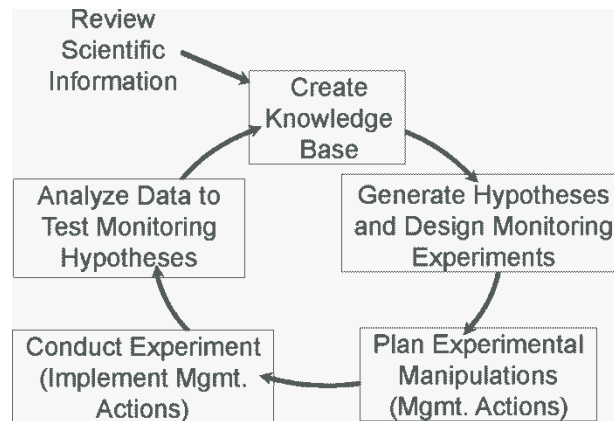 Review
Scientific
Information
Create
Knowledge
Base
Generate Hypotheses
and Design Monitoring
Experiments
Plan Experimental
Manipulations
(Mgmt. Actions)
Conduct Experiment
(Implement Mgmt.
Actions)
Analyze Data to
Test Monitoring
Hypotheses